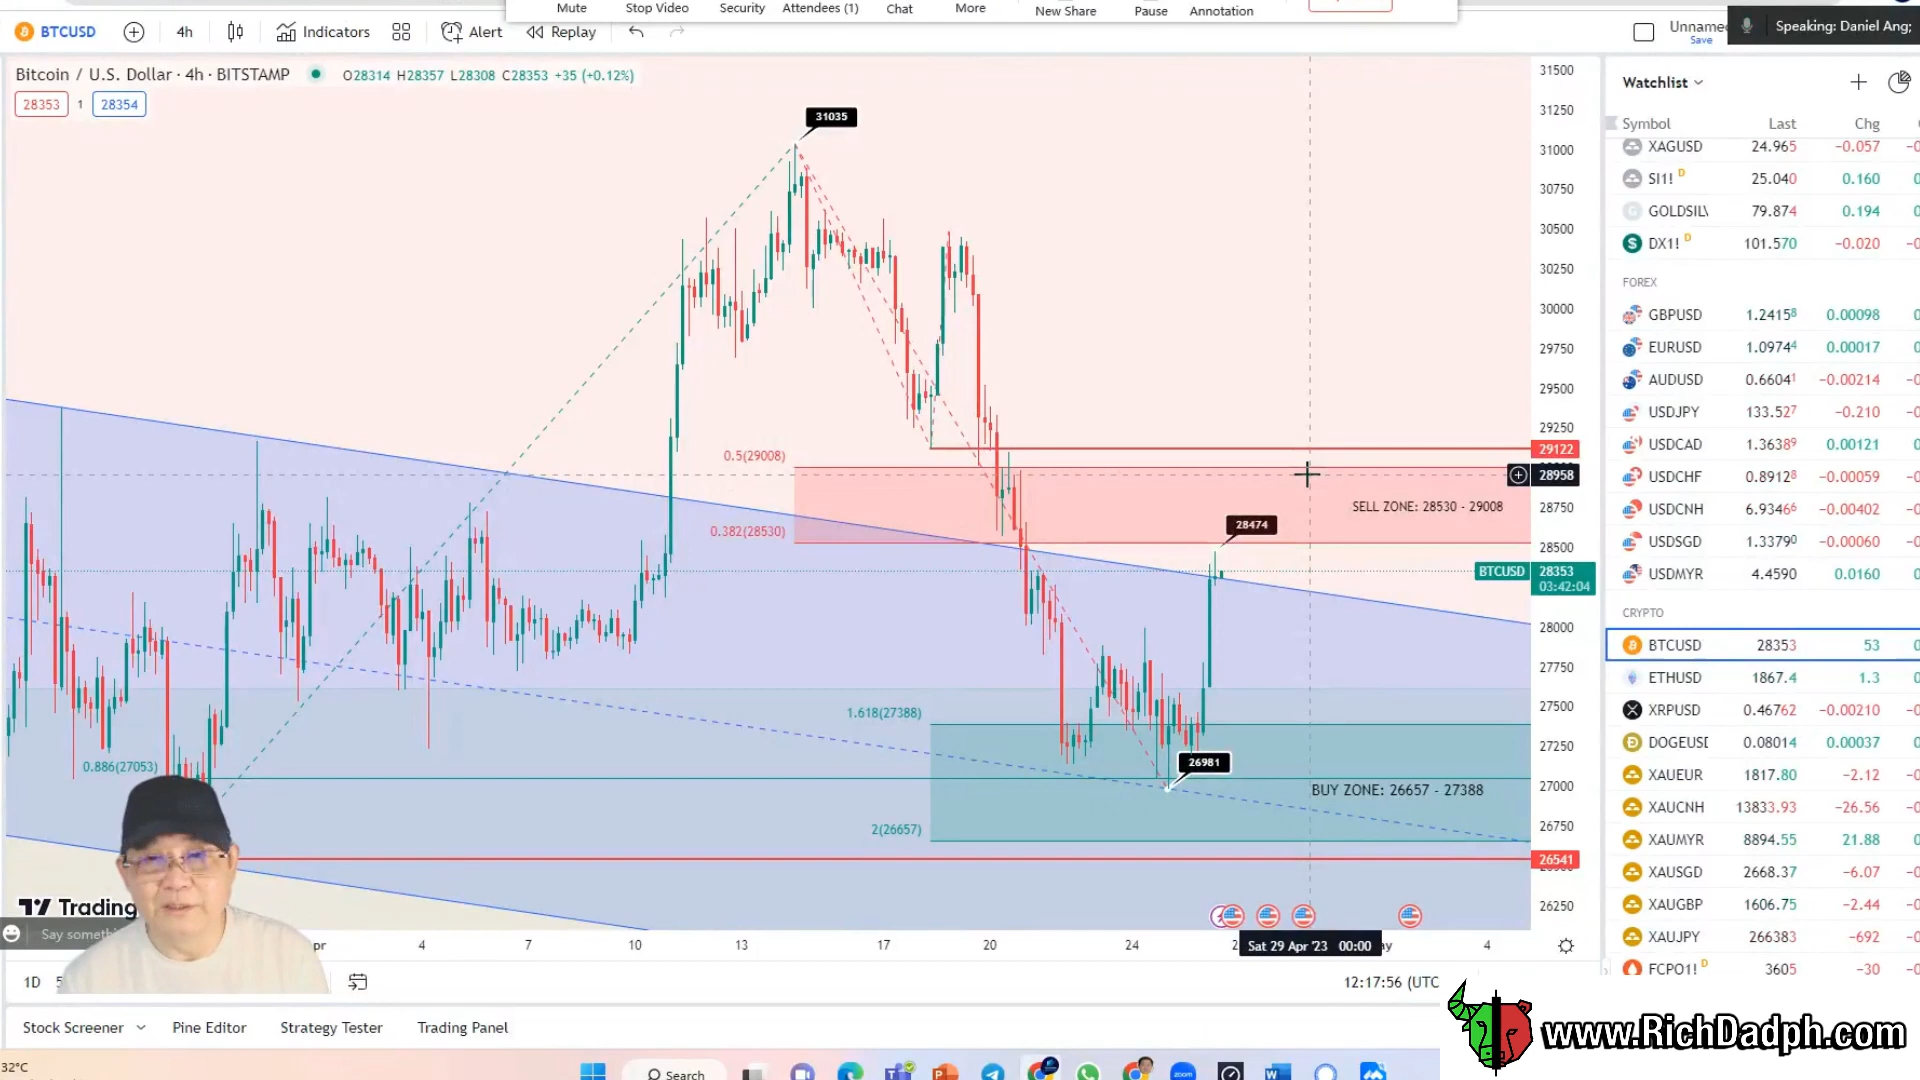 Mute Stop Video Security Attendees (1) Chat More New Share Pause Annotation
BTCUSD 4h Indicators Alert Replay
Save
Speaking: Daniel Ang;
Bitcoin / U.S. Dollar · 4h · BITSTAMP O28314 H28357 L28308 C28353 +35 (+0.12%)
28353 1 28354
31035
0.5(29008)
0.382(28530)
SELL ZONE: 28530 - 29008
28474
1.618(27388)
0.886(27053)
26981
BUY ZONE: 26657 - 27388
2(26657)
31500
31250
31000
30750
30500
30250
30000
29750
29500
29250
29122
28958
28750
28500
BTCUSD 28353
03:42:04
28000
27750
27500
27250
27000
26750
26541
26250
Say
4 7 10 13 17 20 24 Sat 29 Apr '23 00:00 4
1D
12:17:56 (UTC
Stock Screener Pine Editor Strategy Tester Trading Panel
Watchlist
Symbol Last Chg
XAGUSD 24.965 −0.057
SI1! D 25.040 0.160
GOLDSIL 79.874 0.194
DX1! D 101.570 −0.020
FOREX
GBPUSD 1.24158 0.00098
EURUSD 1.09744 0.00017
AUDUSD 0.66041 −0.00214
USDJPY 133.527 −0.210
USDCAD 1.36389 0.00121
USDCHF 0.89128 −0.00059
USDCNH 6.93466 −0.00402
USDSGD 1.33790 −0.00060
USDMYR 4.4590 0.0160
CRYPTO
BTCUSD 28353 53
ETHUSD 1867.4 1.3
XRPUSD 0.46762 −0.00210
DOGEUSD 0.08014 0.00037
XAUEUR 1817.80 −2.12
XAUCNH 13833.93 −26.56
XAUMYR 8894.55 21.88
XAUSGD 2668.37 −6.07
XAUGBP 1606.75 −2.44
XAUJPY 266383 −692
FCPO1! D 3605 −30
www.RichDadph.com
32°C
Search